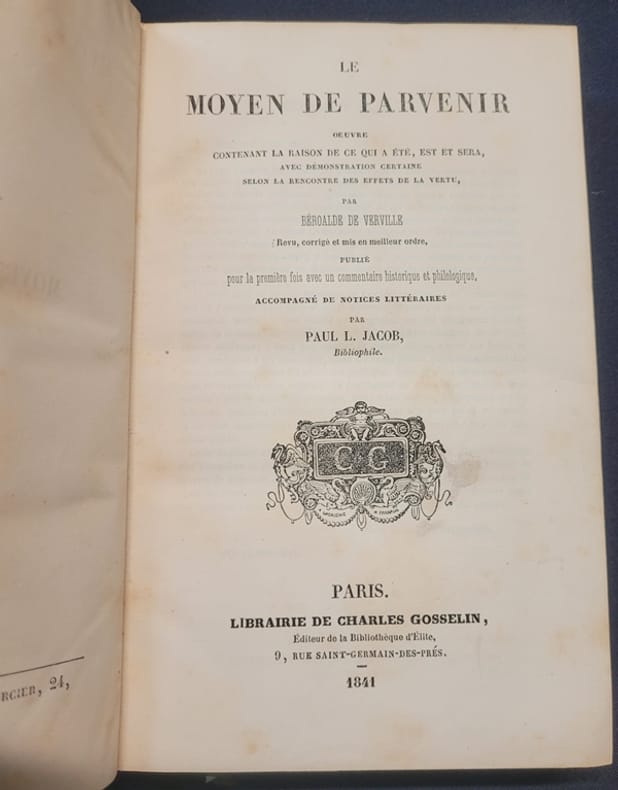 RCIER, 24,
LE
MOYEN DE PARVENIR
OEUVRE
CONTENANT LA RAISON DE CE QUI A ÉTÉ, EST ET SERA,
AVEC DÉMONSTRATION CERTAINE
SELON LA RENCONTRE DES EFFETS DE LA VERTU,
PAR
BÉROALDE DE VERVILLE
Revu, corrigé et mis en meilleur ordre,
PUBLIÉ
pour la première fois avec un commentaire historique et philologique,
ACCOMPAGNÉ DE NOTICES LITTÉRAIRES
PAR
PAUL L. JACOB,
Bibliophile.
CG
PARIS.
LIBRAIRIE DE CHARLES GOSSELIN,
Éditeur de la Bibliothèque d'Élite,
9, RUE SAINT-GERMAIN-DES-PRÉS.
1841